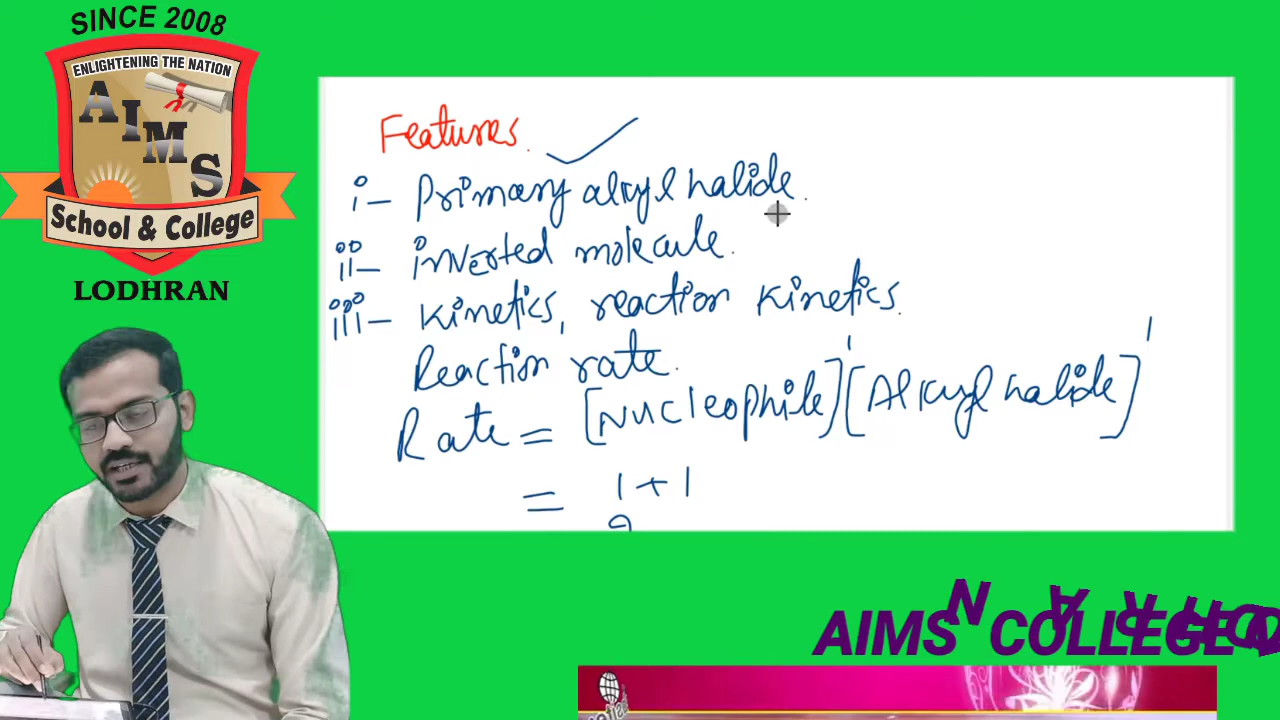 SINCE 2008
ENLIGHTENING THE NATION
AIMS
School & College
LODHRAN
Features.
i- Primary alkyl halide.
ii- inverted molecule.
iii- Kinetics, reaction Kinetics.
Reaction rate.
Rate = [Nucleophile]¹[Alkyl halide]¹
= 1+1
AIMS COLLEGE